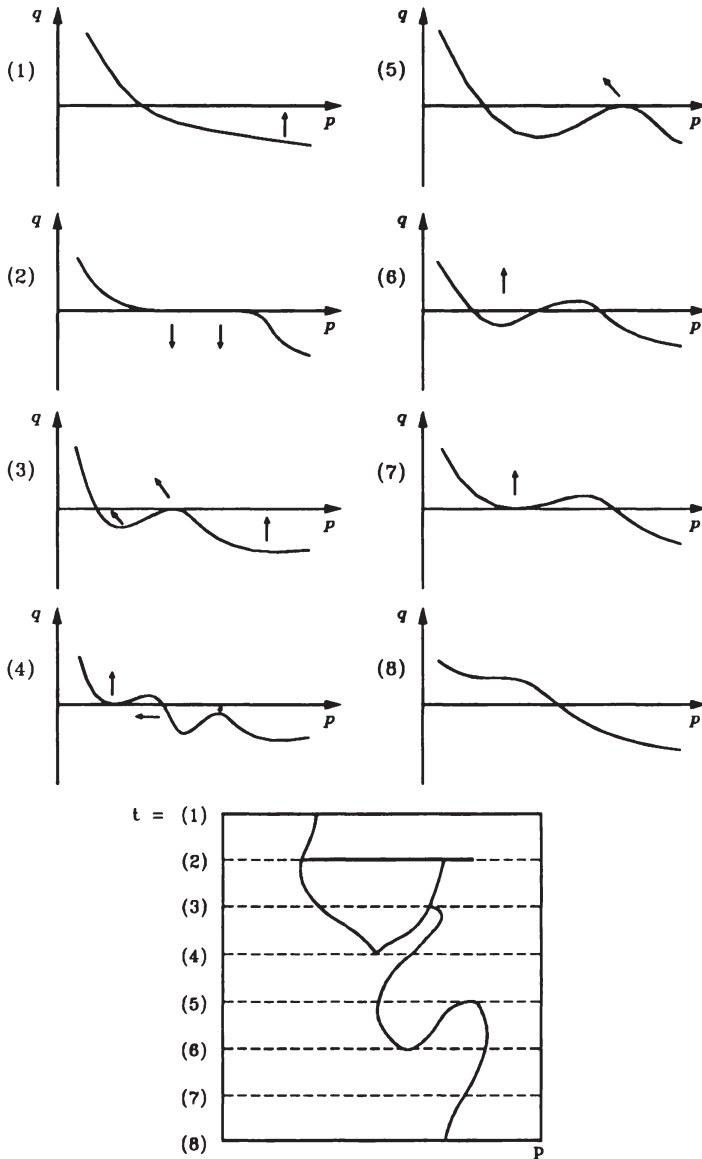 q
(1)
p
q
(5)
p
q
(2)
p
q
(6)
p
q
(3)
p
q
(7)
p
q
(4)
p
q
(8)
p
t = (1)
(2)
(3)
(4)
(5)
(6)
(7)
(8)
p